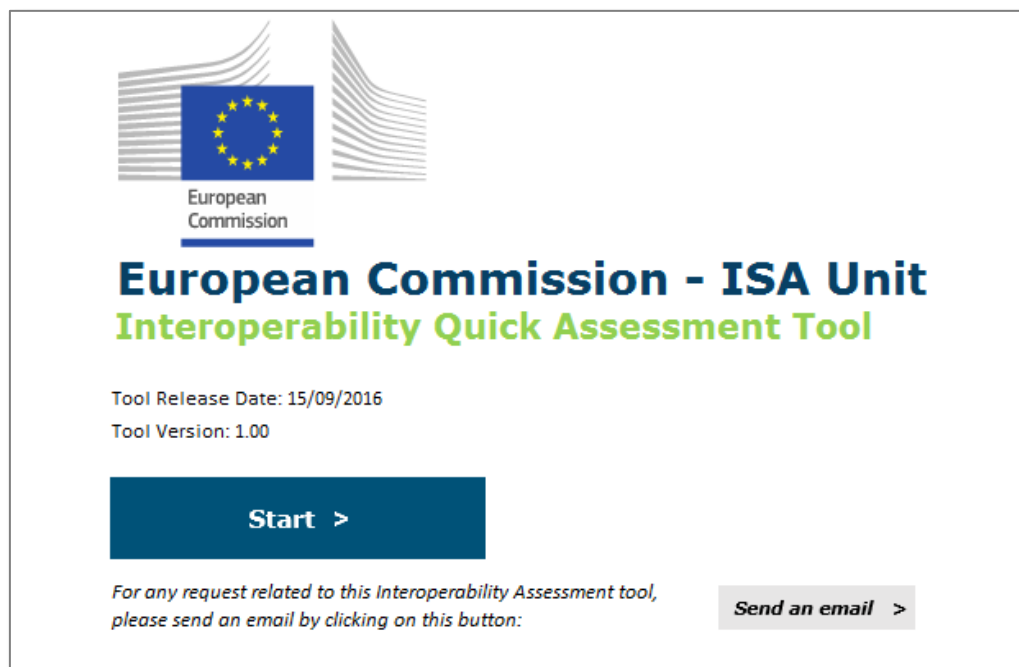 European
Commission
European Commission - ISA Unit
Interoperability Quick Assessment Tool
Tool Release Date: 15/09/2016
Tool Version: 1.00
Start >
For any request related to this Interoperability Assessment tool,
please send an email by clicking on this button:
Send an email >